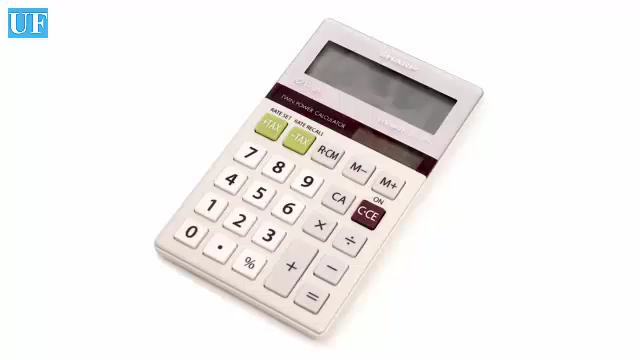 UF
SHARP
TWIN POWER CALCULATOR
RATE SET RATE RECALL
+TAX -TAX R·CM M- M+
ON
7 8 9 CA C·CE
4 5 6 × ÷
1 2 3 + −
0 . % =